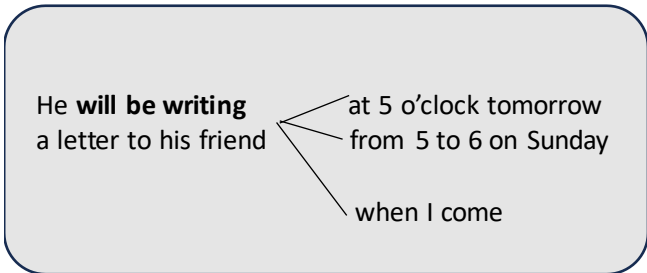 He will be writing
a letter to his friend
at 5 o’clock tomorrow
from 5 to 6 on Sunday
when I come